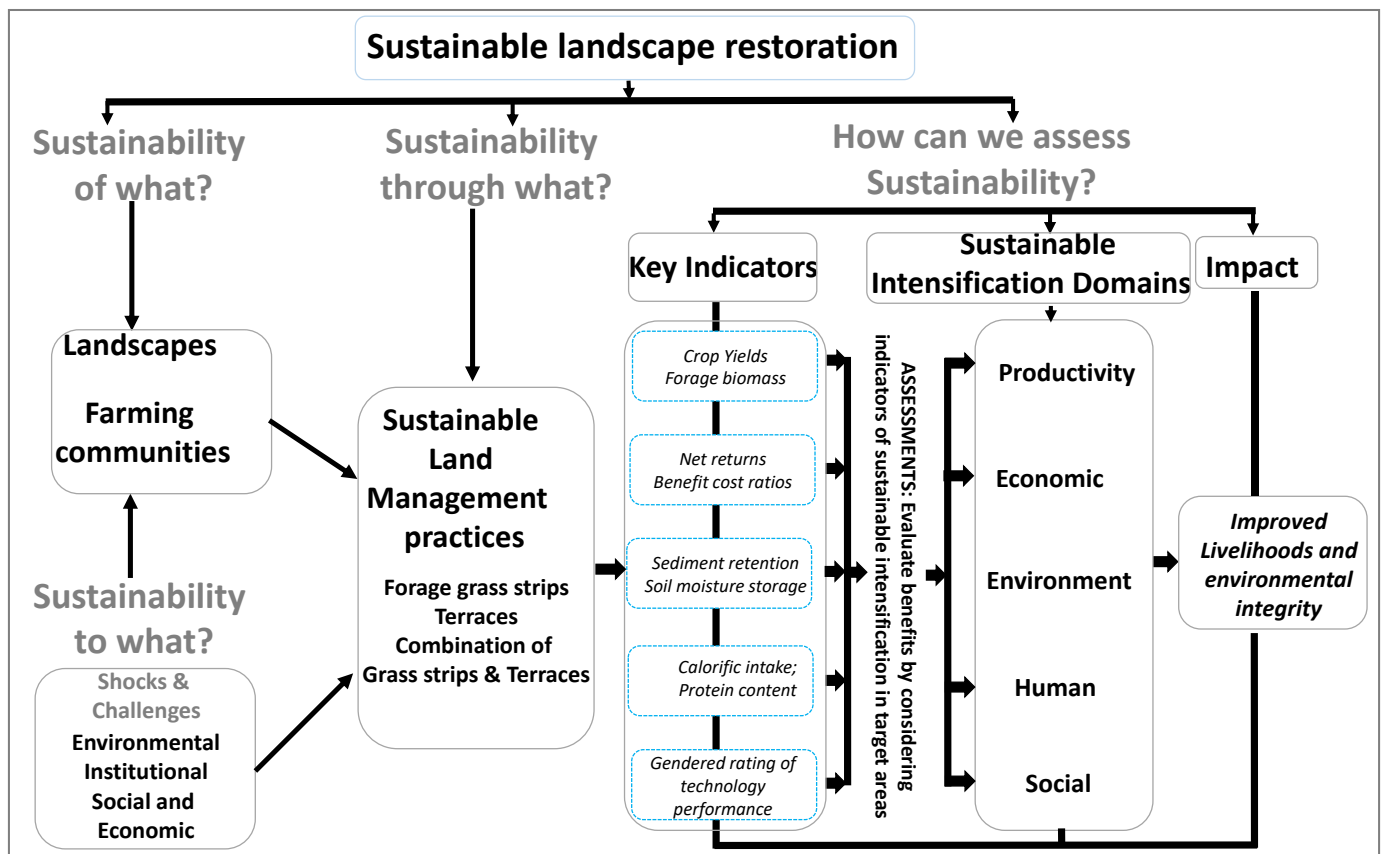 Sustainable landscape restoration
Sustainability
of what?
Sustainability
through what?
How can we assess
Sustainability?
Key Indicators
Sustainable
Intensification Domains
Impact
Landscapes
Farming
communities
Sustainability
to what?
Shocks &
Challenges
Environmental
Institutional
Social and
Economic
Sustainable
Land
Management
practices
Forage grass strips
Terraces
Combination of
Grass strips & Terraces
Crop Yields
Forage biomass
Net returns
Benefit cost ratios
Sediment retention
Soil moisture storage
Calorific intake;
Protein content
Gendered rating of
technology
performance
ASSESSMENTS: Evaluate benefits by considering
indicators of sustainable intensification in target areas
Productivity
Economic
Environment
Human
Social
Improved
Livelihoods and
environmental
integrity